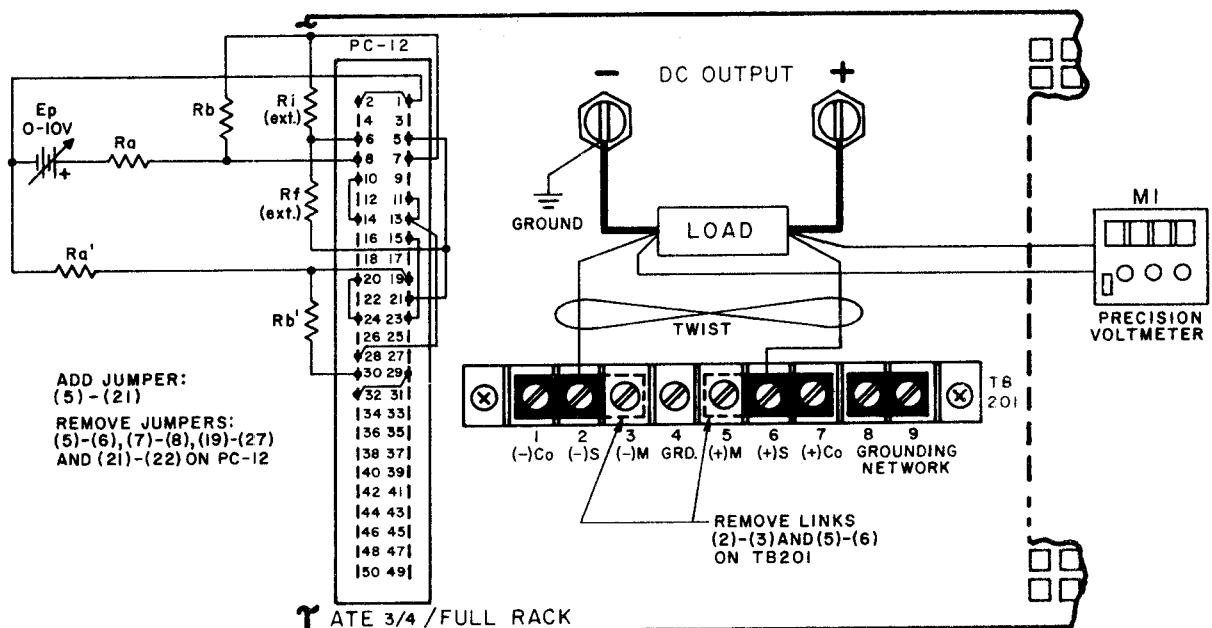 PC-12
− DC OUTPUT +
Ep
0-10V
Ra
Rb
Ri
(ext.)
Rf
(ext.)
Ra'
Rb'
2 1
4 3
6 5
8 7
10 9
12 11
14 13
16 15
18 17
20 19
22 21
24 23
26 25
28 27
30 29
32 31
34 33
36 35
38 37
40 39
42 41
44 43
46 45
48 47
50 49
GROUND
LOAD
TWIST
M1
PRECISION
VOLTMETER
ADD JUMPER:
(5)-(21)
REMOVE JUMPERS:
(5)-(6),(7)-(8),(19)-(27)
AND (21)-(22) ON PC-12
TB
201
1 2 3 4 5 6 7 8 9
(-)Co (-)S (-)M GRD. (+)M (+)S (+)Co GROUNDING
NETWORK
REMOVE LINKS
(2)-(3) AND (5)-(6)
ON TB201
ATE 3/4 / FULL RACK